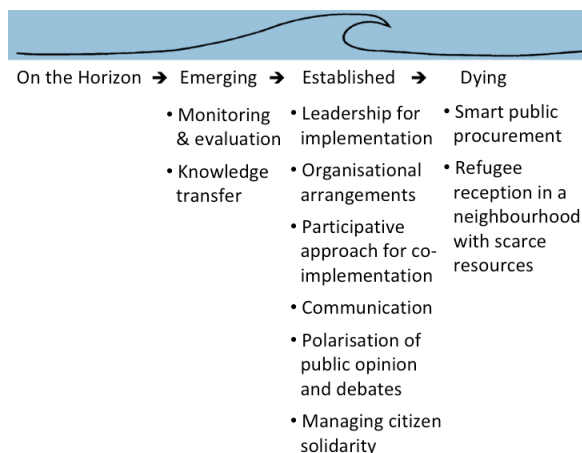 On the Horizon ➔ Emerging ➔ Established ➔ Dying
• Monitoring
& evaluation
• Knowledge
transfer
• Leadership for
implementation
• Organisational
arrangements
• Participative
approach for co-
implementation
• Communication
• Polarisation of
public opinion
and debates
• Managing citizen
solidarity
• Smart public
procurement
• Refugee
reception in a
neighbourhood
with scarce
resources